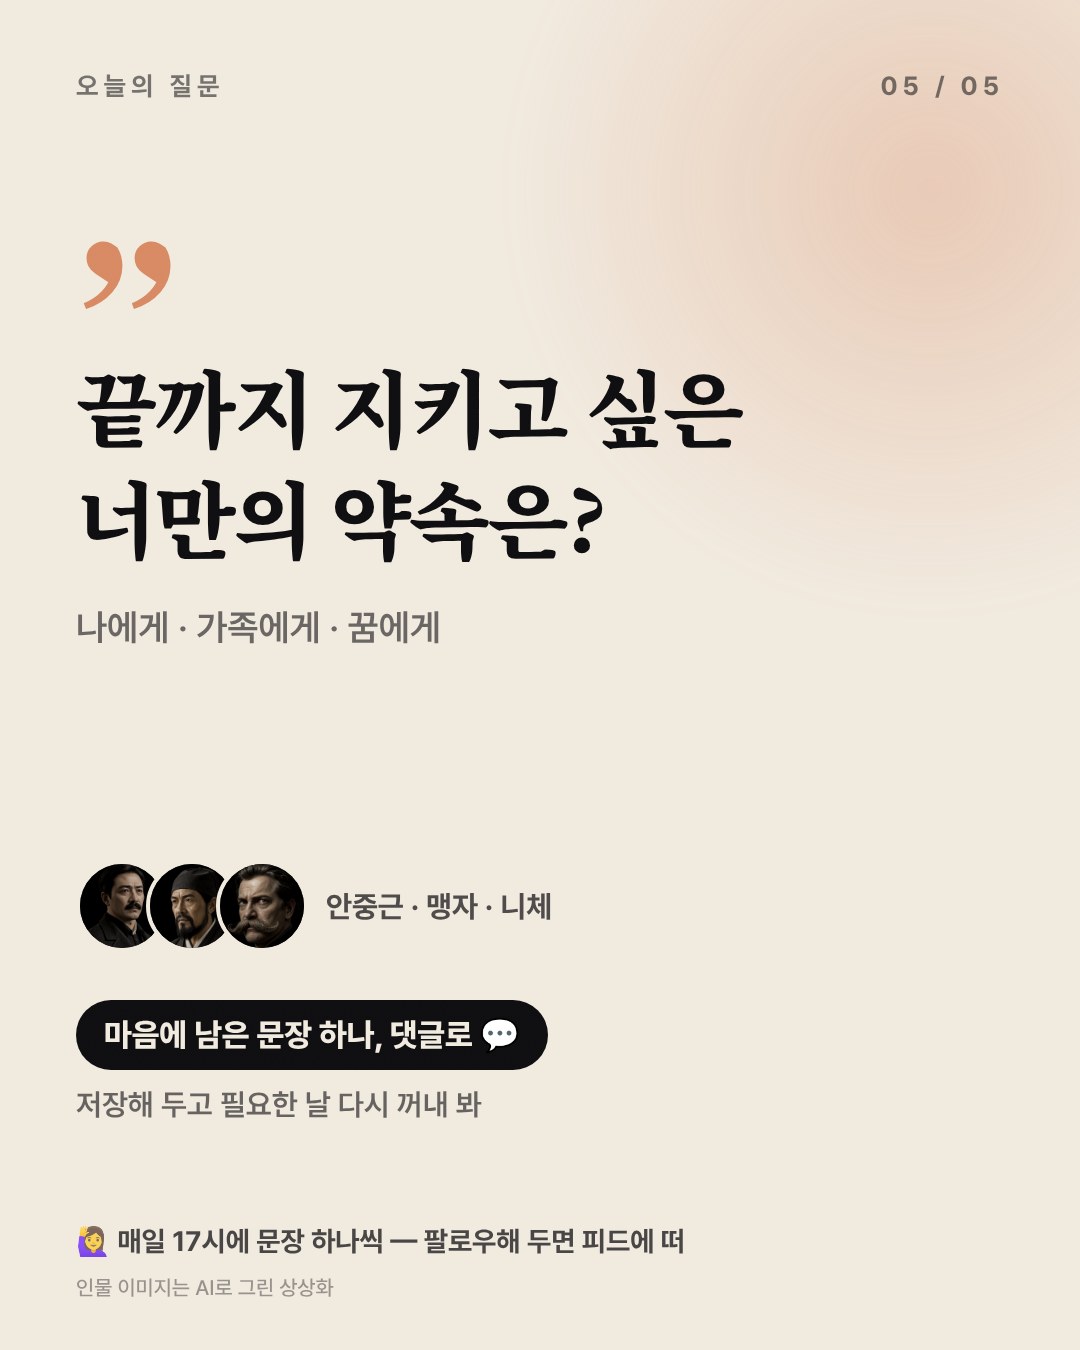 오늘의 질문
05 / 05
”
끝까지 지키고 싶은
너만의 약속은?
나에게 · 가족에게 · 꿈에게
안중근 · 맹자 · 니체
마음에 남은 문장 하나, 댓글로 💬
저장해 두고 필요한 날 다시 꺼내 봐
🙋‍♀️ 매일 17시에 문장 하나씩 — 팔로우해 두면 피드에 떠
인물 이미지는 AI로 그린 상상화